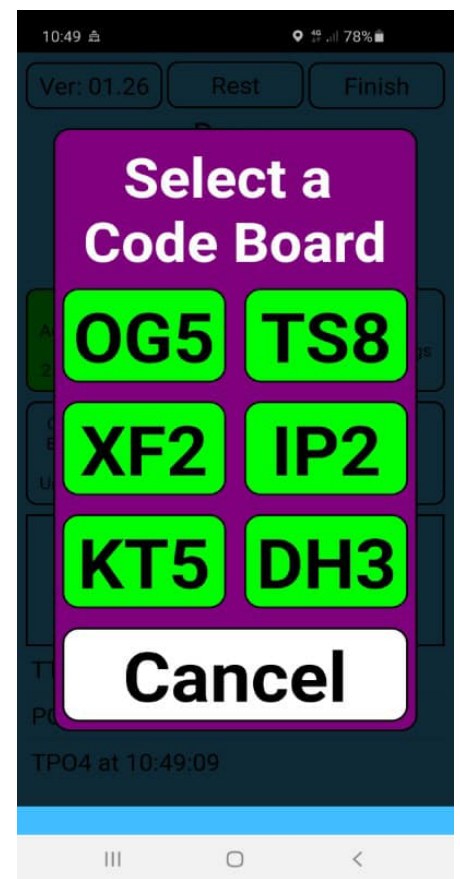 10:49 78%
Ver: 01.26 Rest Finish
Select a
Code Board
OG5 TS8
XF2 IP2
KT5 DH3
Cancel
TPO4 at 10:49:09